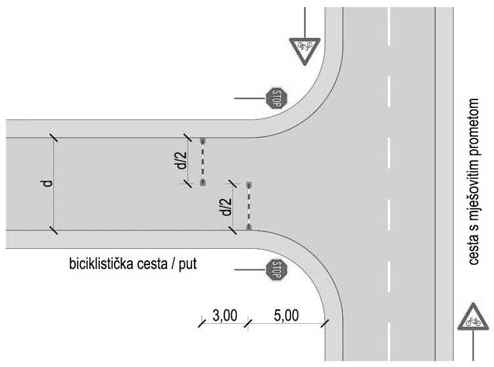 STOP
d/2
d
d/2
cesta s mješovitim prometom
biciklistička cesta / put
STOP
3,00
5,00